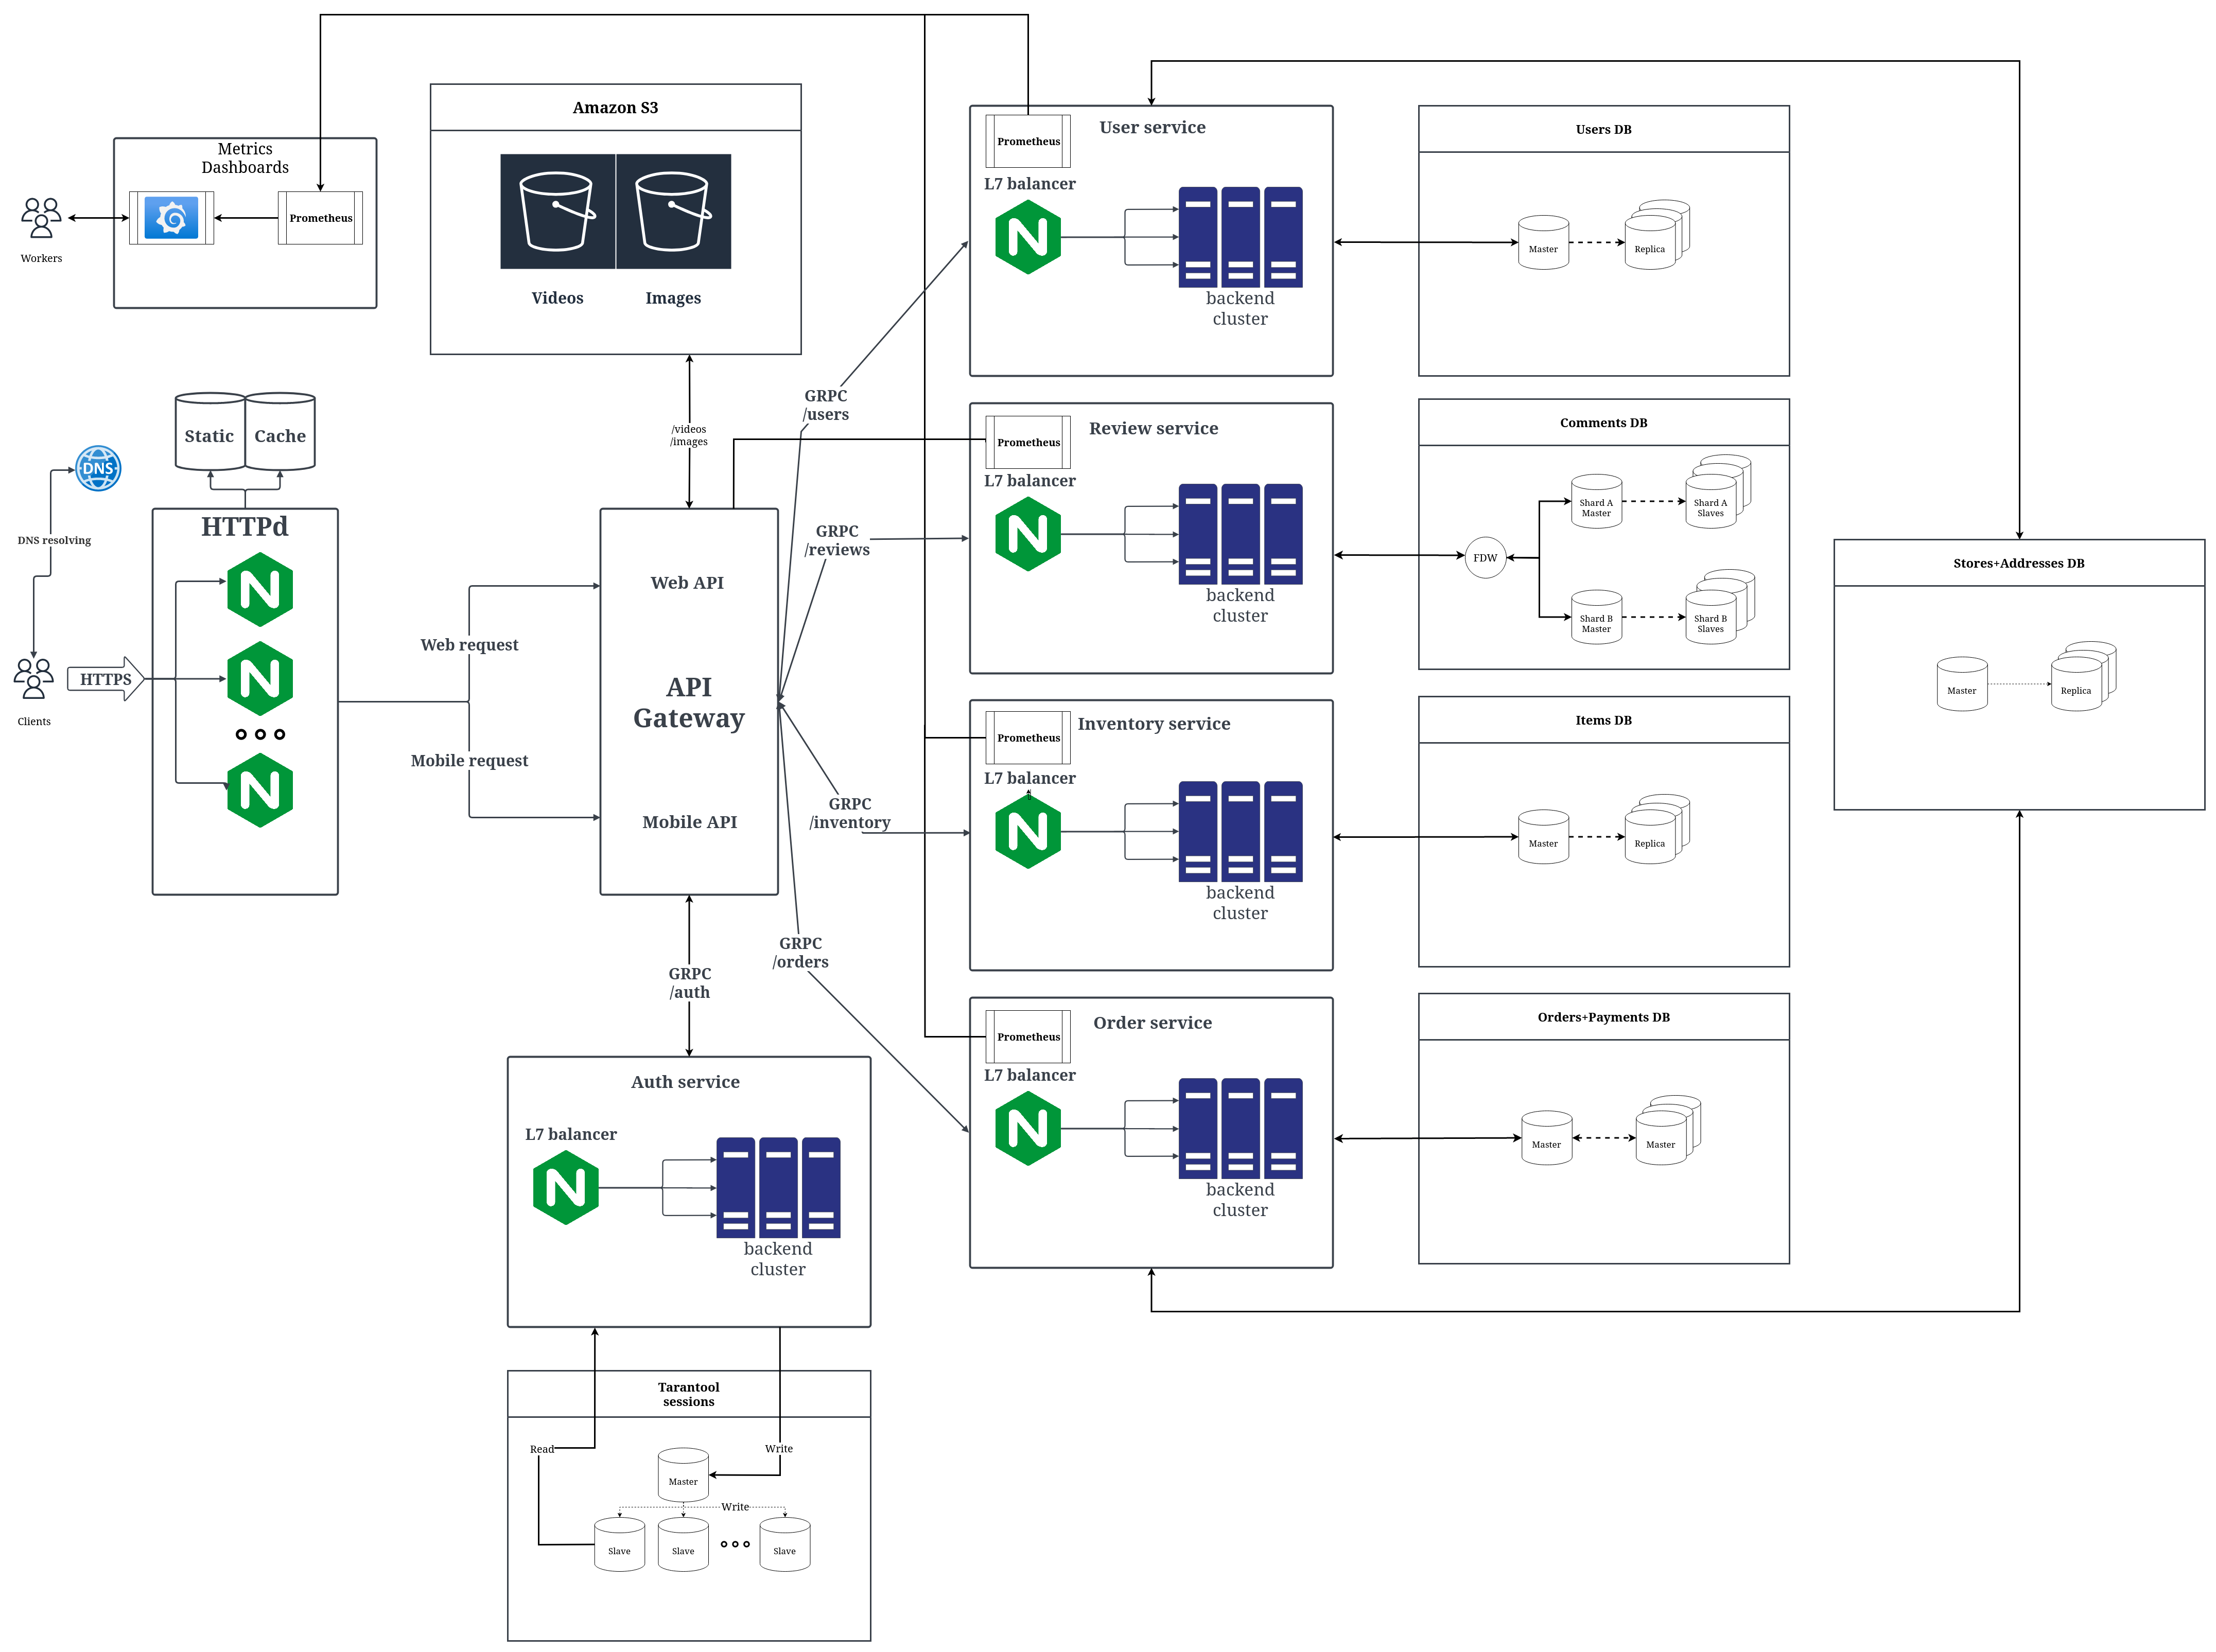 Amazon S3
Videos
Images
Metrics
Dashboards
Prometheus
Workers
Static
Cache
DNS
DNS resolving
Clients
HTTPS
HTTPd
N
N
N
Web request
Mobile request
/videos
/images
Web API
API
Gateway
Mobile API
GRPC
/users
GRPC
/reviews
GRPC
/inventory
GRPC
/orders
GRPC
/auth
Prometheus
User service
L7 balancer
N
backend
cluster
Prometheus
Review service
L7 balancer
N
backend
cluster
Prometheus
Inventory service
L7 balancer
N
backend
cluster
Prometheus
Order service
L7 balancer
N
backend
cluster
Users DB
Master
Replica
Comments DB
FDW
Shard A
Master
Shard A
Slaves
Shard B
Master
Shard B
Slaves
Items DB
Master
Replica
Orders+Payments DB
Master
Master
Stores+Addresses DB
Master
Replica
Auth service
L7 balancer
N
backend
cluster
Tarantool
sessions
Read
Write
Master
Write
Slave
Slave
Slave